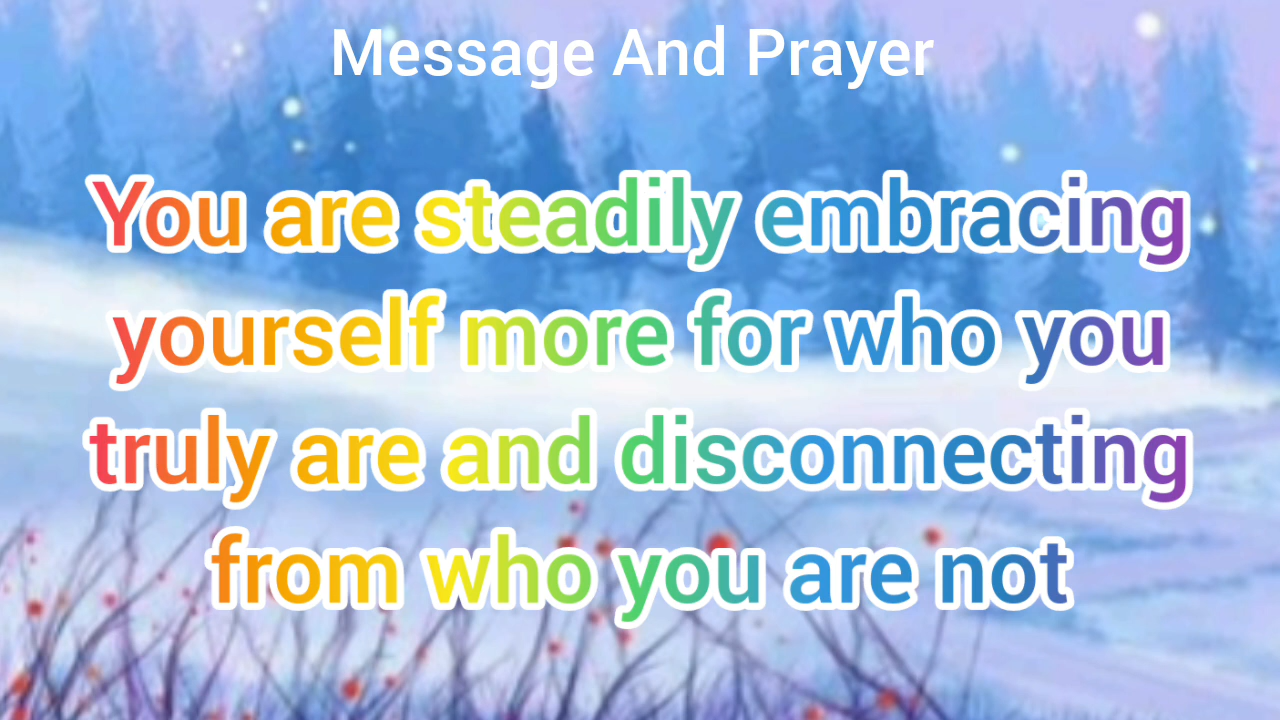 Message And Prayer
You are steadily embracing
yourself more for who you
truly are and disconnecting
from who you are not